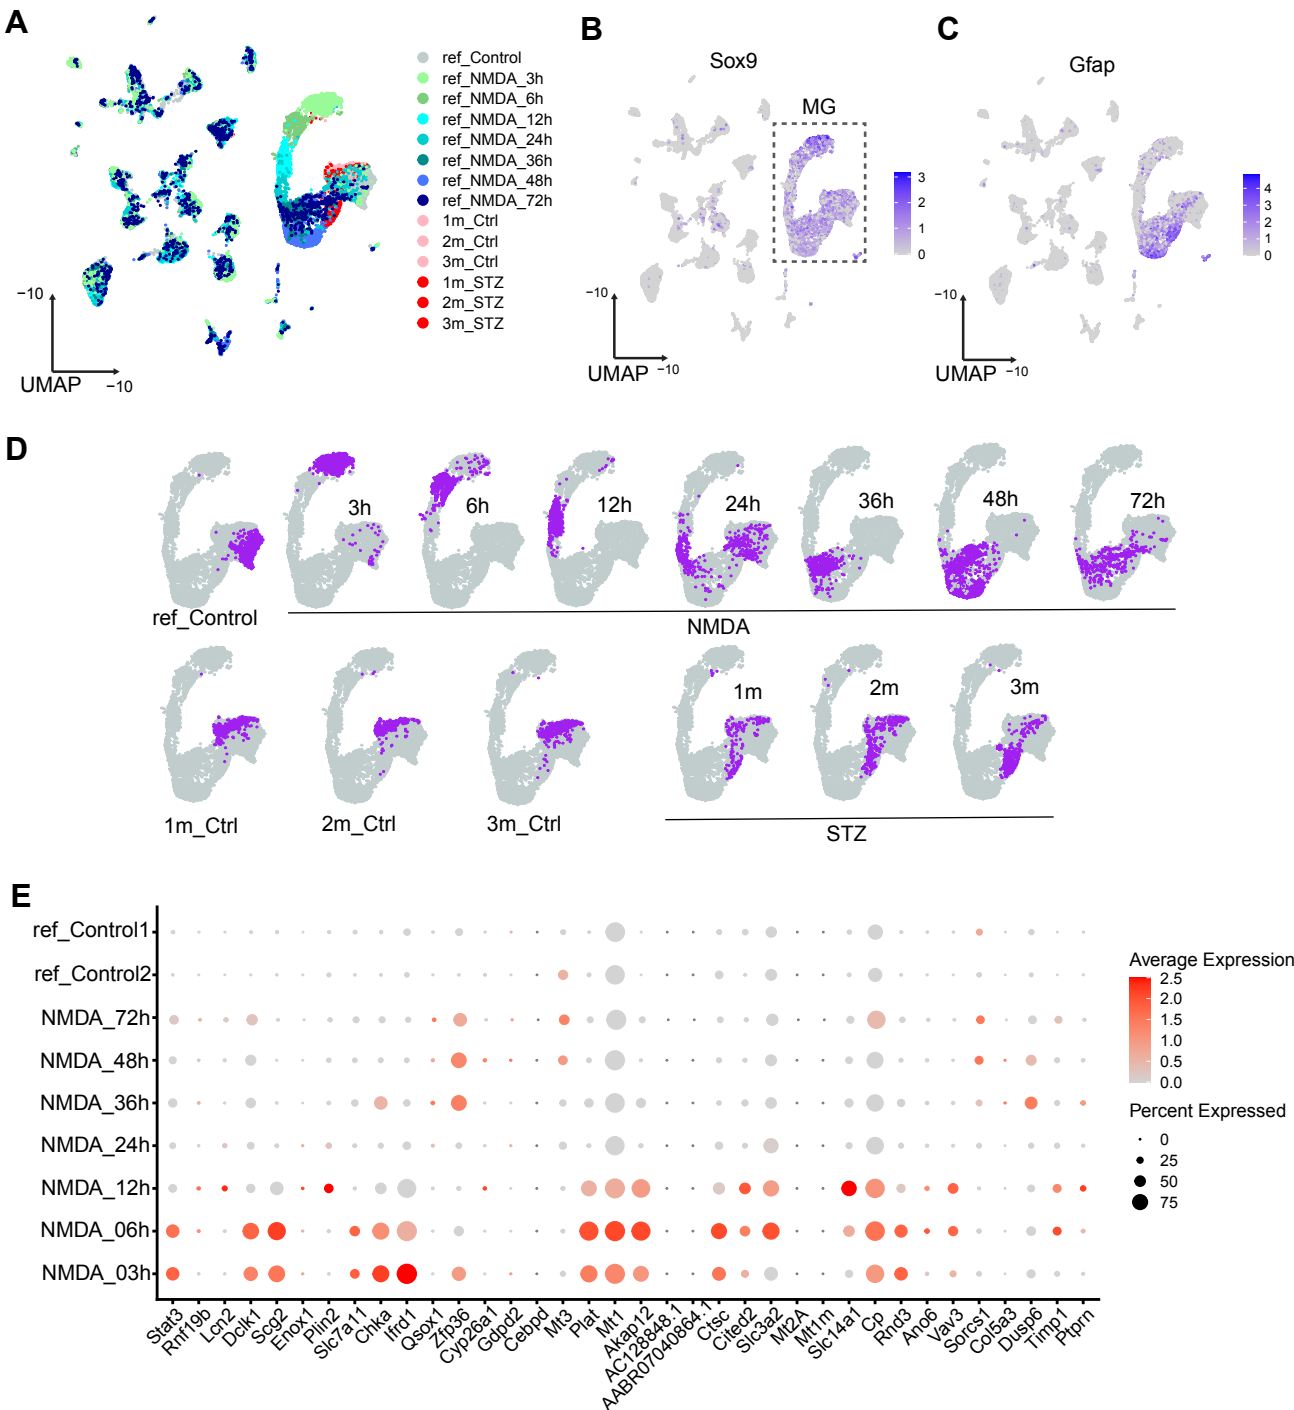 A
ref_Control
ref_NMDA_3h
ref_NMDA_6h
ref_NMDA_12h
ref_NMDA_24h
ref_NMDA_36h
ref_NMDA_48h
ref_NMDA_72h
1m_Ctrl
2m_Ctrl
3m_Ctrl
1m_STZ
2m_STZ
3m_STZ
−10
UMAP −10
B
Sox9
MG
3
2
1
0
−10
UMAP −10
C
Gfap
4
3
2
1
0
−10
UMAP −10
D
3h
6h
12h
24h
36h
48h
72h
ref_Control
NMDA
1m
2m
3m
1m_Ctrl
2m_Ctrl
3m_Ctrl
STZ
E
ref_Control1
ref_Control2
NMDA_72h
NMDA_48h
NMDA_36h
NMDA_24h
NMDA_12h
NMDA_06h
NMDA_03h
Stat3
Rnf19b
Lcn2
Dclk1
Scg2
Enox1
Plin2
Slc7a11
Chka
Ifrd1
Qsox1
Zfp36
Cyp26a1
Gdpd2
Cebpd
Mt3
Plat
Mt1
Akap12
AC128848.1
AABR07040864.1
Ctsc
Cited2
Slc3a2
Mt2A
Mt1m
Slc14a1
Cp
Rnd3
Ano6
Vav3
Sorcs1
Col5a3
Dusp6
Timp1
Ptprn
Average Expression
2.5
2.0
1.5
1.0
0.5
0.0
Percent Expressed
0
25
50
75